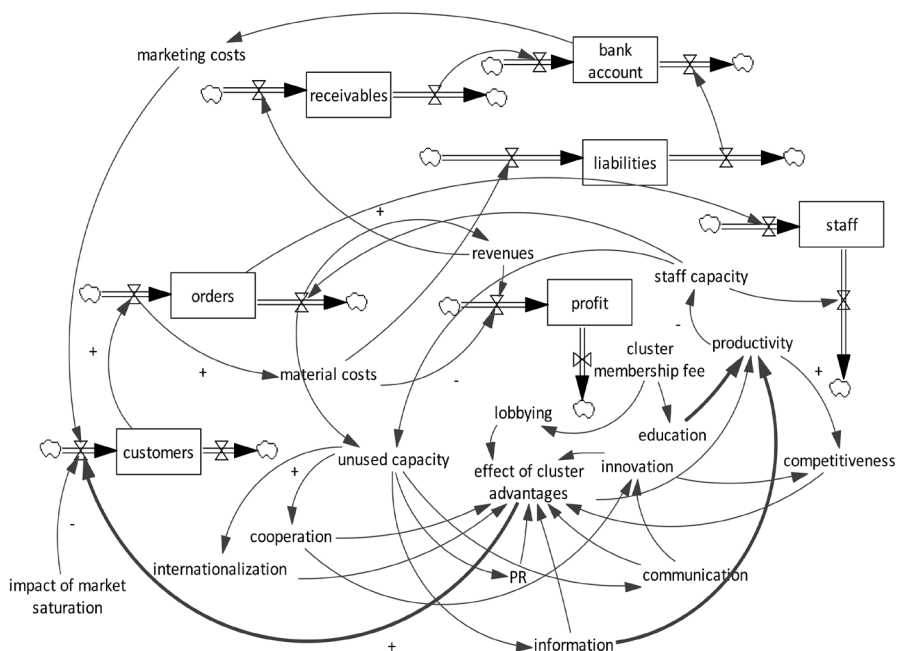 marketing costs
bank
account
receivables
liabilities
+
staff
revenues
staff capacity
orders
profit
-
productivity
cluster
membership fee
+
+
+
material costs
-
lobbying
education
customers
unused capacity
innovation
competitiveness
+
effect of cluster
advantages
-
cooperation
internationalization
PR
communication
impact of market
saturation
+
information